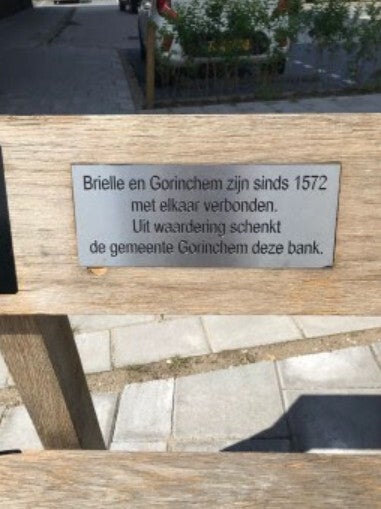 Brielle en Gorinchem zijn sinds 1572
met elkaar verbonden.
Uit waardering schenkt
de gemeente Gorinchem deze bank.